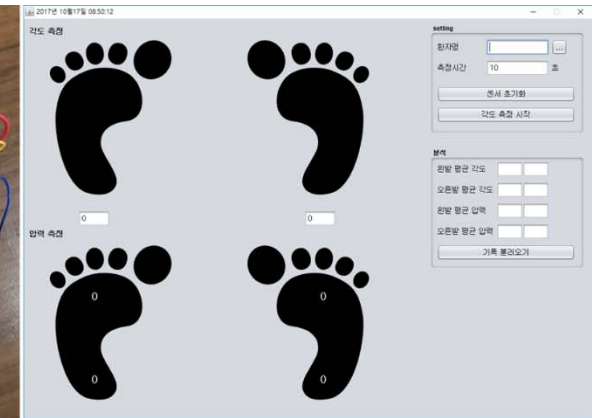 2017년 10월17일 08:50:12
각도 측정
0
0
압력 측정
0
0
0
0
setting
환자명
...
측정시간 10 초
센서 초기화
각도 측정 시작
분석
왼발 평균 각도
오른발 평균 각도
왼발 평균 압력
오른발 평균 압력
기록 불러오기